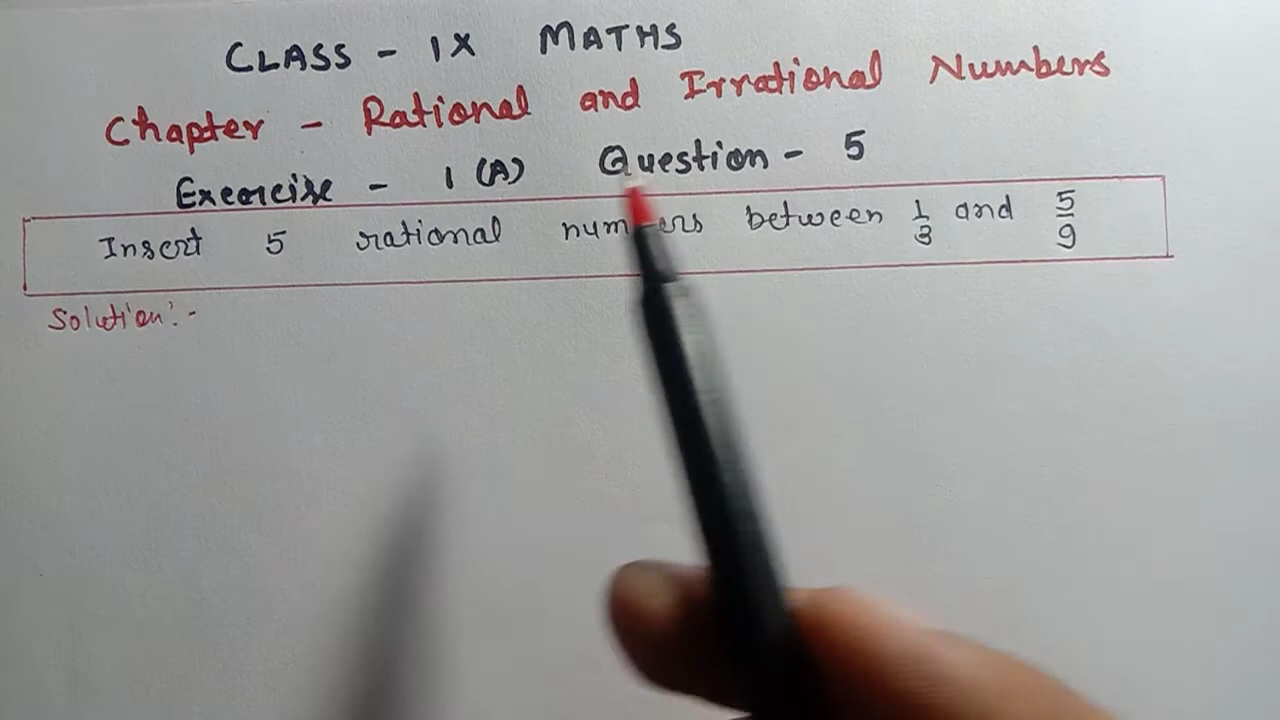 CLASS - IX MATHS
Chapter - Rational and Irrational Numbers
Exercise - 1 (A) Question - 5
Insert 5 rational between 1/3 and 5/9
Solution:-